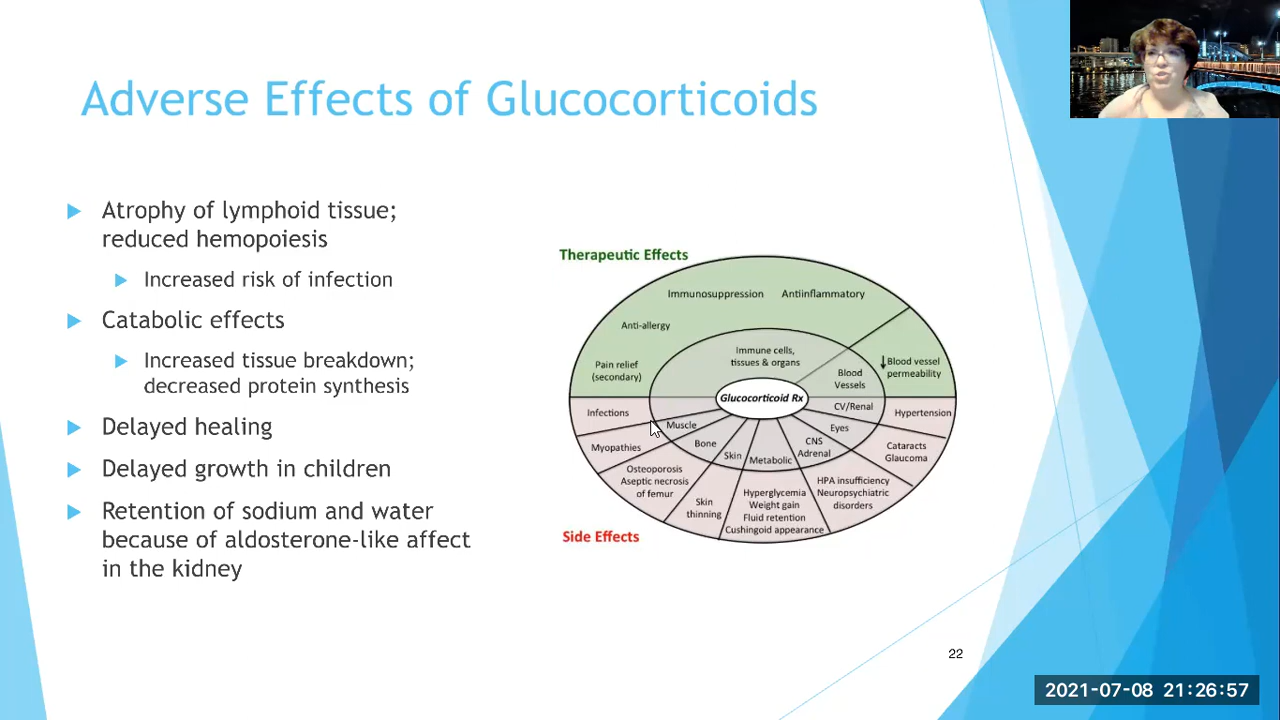 Adverse Effects of Glucocorticoids
Atrophy of lymphoid tissue;
reduced hemopoiesis
Increased risk of infection
Catabolic effects
Increased tissue breakdown;
decreased protein synthesis
Delayed healing
Delayed growth in children
Retention of sodium and water
because of aldosterone-like affect
in the kidney
Therapeutic Effects
Immunosuppression
Antiinflammatory
Anti-allergy
Pain relief
(secondary)
Immune cells,
tissues & organs
Blood
Vessels
↓Blood vessel
permeability
Glucocorticoid Rx
Infections
Muscle
Myopathies
Bone
Osteoporosis
Aseptic necrosis
of femur
Skin
Skin
thinning
Metabolic
Hyperglycemia
Weight gain
Fluid retention
Cushingoid appearance
CNS
Adrenal
HPA insufficiency
Neuropsychiatric
disorders
Eyes
Cataracts
Glaucoma
CV/Renal
Hypertension
Side Effects
22
2021-07-08 21:26:57